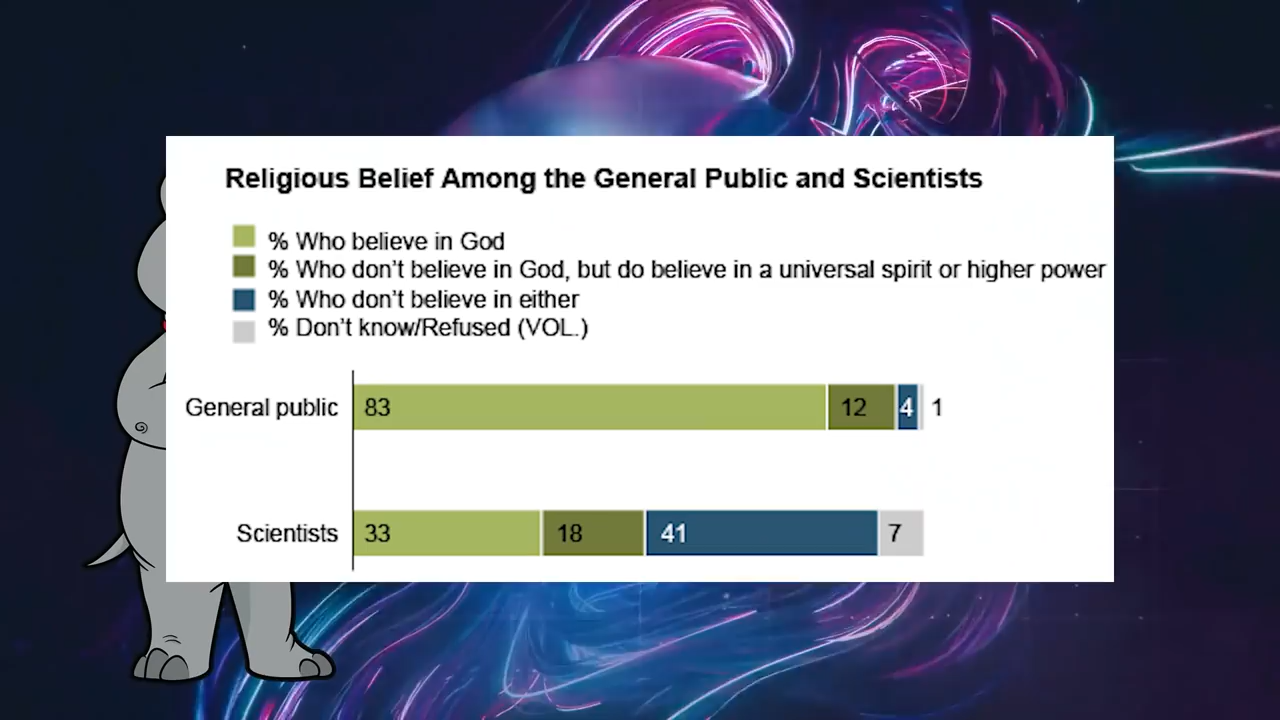 Religious Belief Among the General Public and Scientists
% Who believe in God
% Who don't believe in God, but do believe in a universal spirit or higher power
% Who don't believe in either
% Don't know/Refused (VOL.)
General public 83 12 4 1
Scientists 33 18 41 7